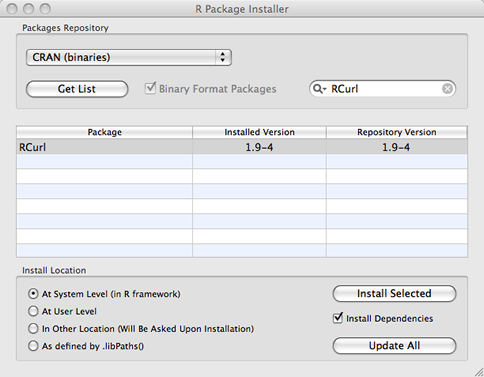 R Package Installer
Packages Repository
CRAN (binaries)
Get List
Binary Format Packages
RCurl
Package Installed Version Repository Version
RCurl 1.9-4 1.9-4
Install Location
At System Level (in R framework)
Install Selected
At User Level
Install Dependencies
In Other Location (Will Be Asked Upon Installation)
As defined by .libPaths()
Update All